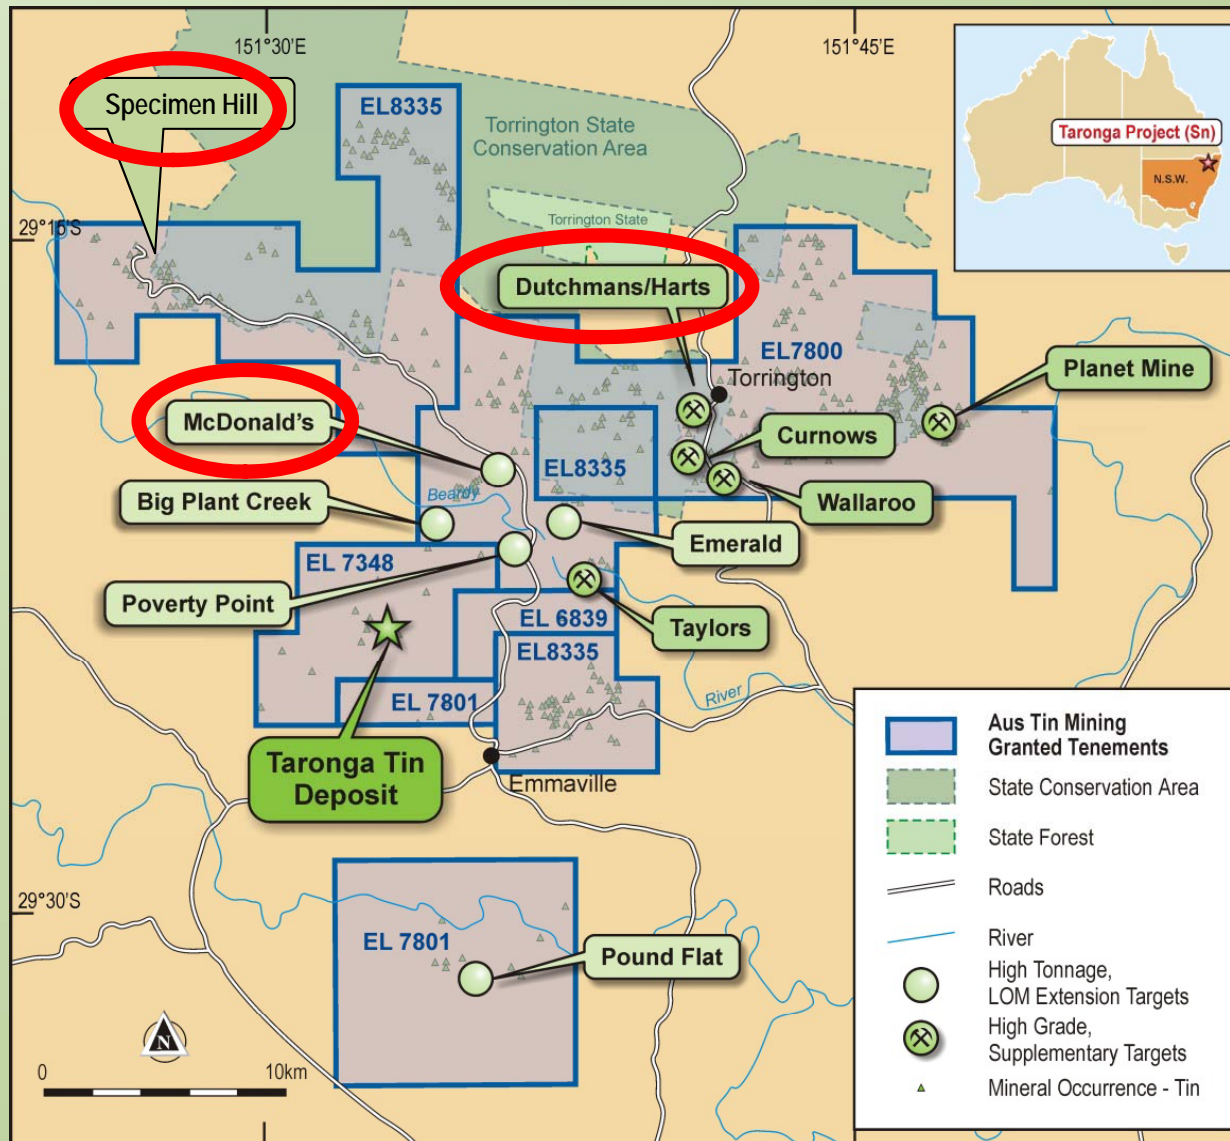 151°30'E
151°45'E
Specimen Hill
EL8335
Torrington State
Conservation Area
Taronga Project (Sn)
N.S.W.
29°15'S
Torrington State
Dutchmans/Harts
EL7800
Torrington
Planet Mine
McDonald's
Curnows
EL8335
Big Plant Creek
Beardy
Wallaroo
Emerald
EL 7348
Poverty Point
EL 6839
Taylors
EL8335
EL 7801
River
Taronga Tin
Deposit
Emmaville
Aus Tin Mining
Granted Tenements
State Conservation Area
State Forest
Roads
River
High Tonnage,
LOM Extension Targets
High Grade,
Supplementary Targets
Mineral Occurrence - Tin
29°30'S
EL 7801
Pound Flat
N
0
10km